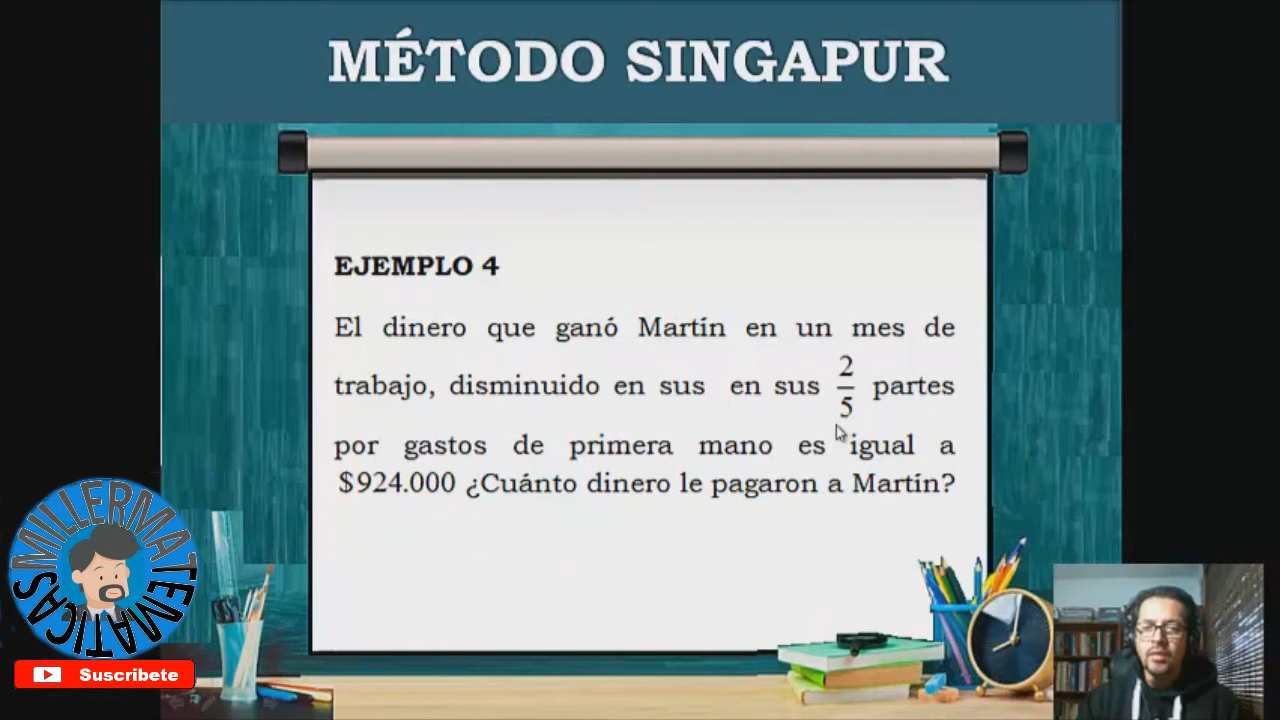 MÉTODO SINGAPUR
EJEMPLO 4
El dinero que ganó Martín en un mes de
trabajo, disminuido en sus en sus 2/5 partes
por gastos de primera mano es igual a
$924.000 ¿Cuánto dinero le pagaron a Martín?
MILLERMATEMATICAS
Suscribete